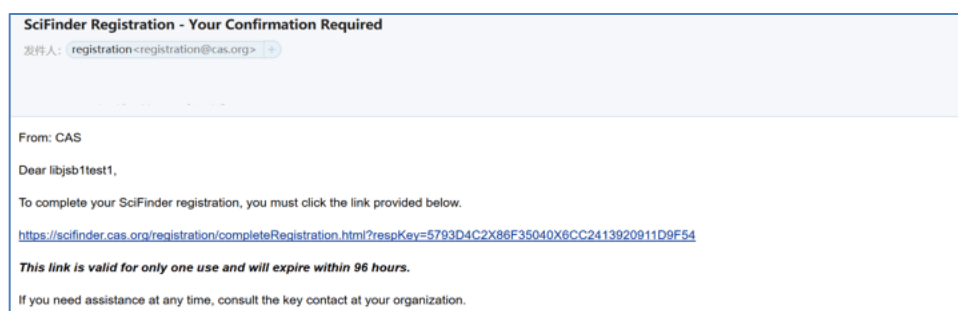 SciFinder Registration - Your Confirmation Required
发件人: registration<registration@cas.org> +
From: CAS
Dear libjsb1test1,
To complete your SciFinder registration, you must click the link provided below.
https://scifinder.cas.org/registration/completeRegistration.html?respKey=5793D4C2X86F35040X6CC2413920911D9F54
This link is valid for only one use and will expire within 96 hours.
If you need assistance at any time, consult the key contact at your organization.